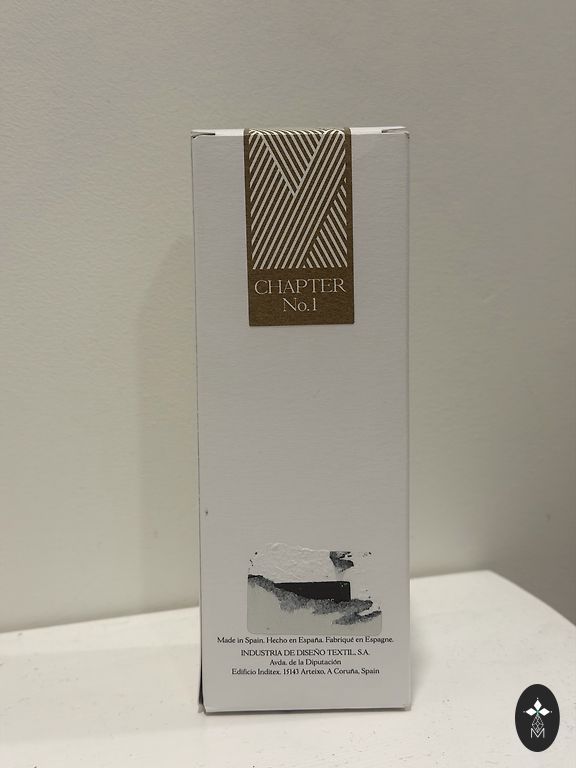 CHAPTER
No.1
Made in Spain. Hecho en España. Fabriqué en Espagne.
INDUSTRIA DE DISEÑO TEXTIL, S.A.
Avda. de la Diputación
Edificio Inditex. 15143 Arteixo, A Coruña, Spain
M